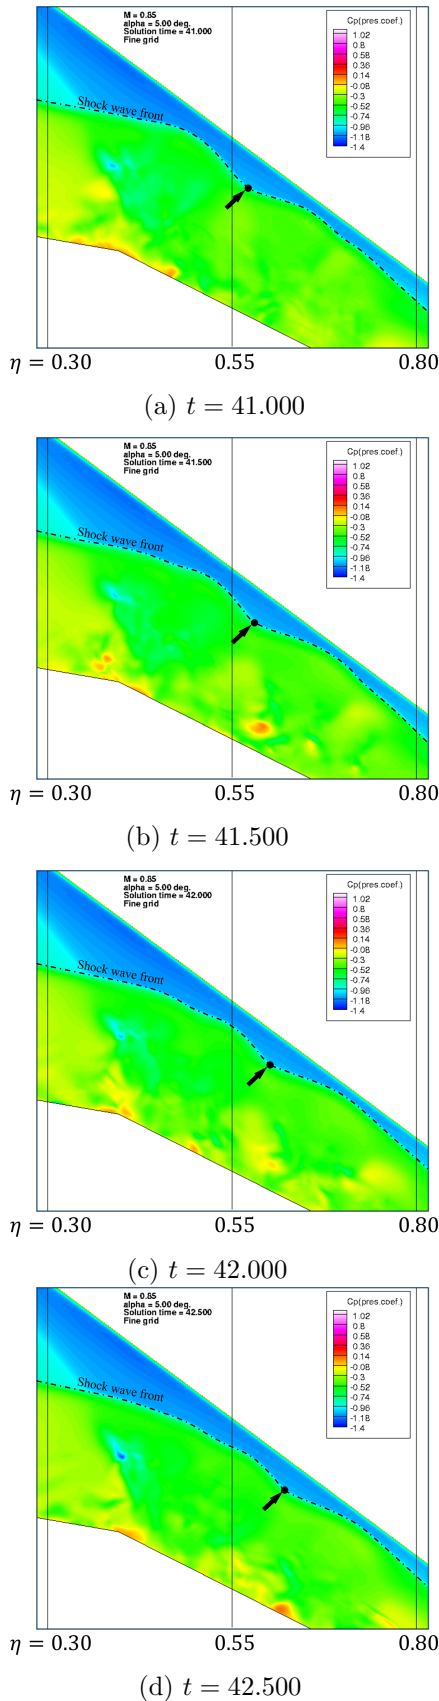 M = 0.85
alpha = 5.00 deg.
Solution time = 41.000
Fine grid
Cp(pres.coef.)
1.02
0.8
0.58
0.36
0.14
-0.08
-0.3
-0.52
-0.74
-0.96
-1.18
-1.4
Shock wave front
η = 0.30 0.55 0.80
(a) t = 41.000
M = 0.85
alpha = 5.00 deg.
Solution time = 41.500
Fine grid
Cp(pres.coef.)
1.02
0.8
0.58
0.36
0.14
-0.08
-0.3
-0.52
-0.74
-0.96
-1.18
-1.4
Shock wave front
η = 0.30 0.55 0.80
(b) t = 41.500
M = 0.85
alpha = 5.00 deg.
Solution time = 42.000
Fine grid
Cp(pres.coef.)
1.02
0.8
0.58
0.36
0.14
-0.08
-0.3
-0.52
-0.74
-0.96
-1.18
-1.4
Shock wave front
η = 0.30 0.55 0.80
(c) t = 42.000
M = 0.85
alpha = 5.00 deg.
Solution time = 42.500
Fine grid
Cp(pres.coef.)
1.02
0.8
0.58
0.36
0.14
-0.08
-0.3
-0.52
-0.74
-0.96
-1.18
-1.4
Shock wave front
η = 0.30 0.55 0.80
(d) t = 42.500